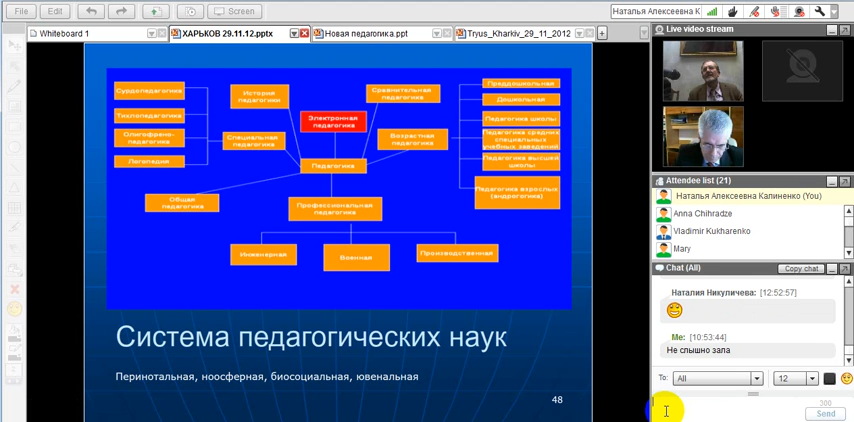 File
Edit
Screen
Наталья Алексеевна К
Whiteboard 1
ХАРЬКОВ 29.11.12.pptx
Новая педагогика.ppt
Tryus_Kharkiv_29_11_2012
Live video stream
Сурдопедагогика
Тиклопедагогика
Олигофрено-
педагогика
Логопедия
История
педагогики
Специальная
педагогика
Электронная
педагогика
Педагогика
Сравнительная
педагогика
Возрастная
педагогика
Преддошкольная
Дошкольная
Педагогика школы
Педагогика средних
специальных
учебных заведений
Педагогика высшей
школы
Педагогика взрослых
(андрогогика)
Общая
педагогика
Профессиональная
педагогика
Инженерная
Военная
Производственная
Система педагогических наук
Перинотальная, ноосферная, биосоциальная, ювенальная
48
Attendee list (21)
Наталья Алексеевна Калиненко (You)
Anna Chihradze
Vladimir Kukharenko
Mary
Chat (All)
Copy chat
Наталия Никуличева: [12:52:57]
Me: [10:53:44]
Не слышно зала
To:
All
12
300
Send